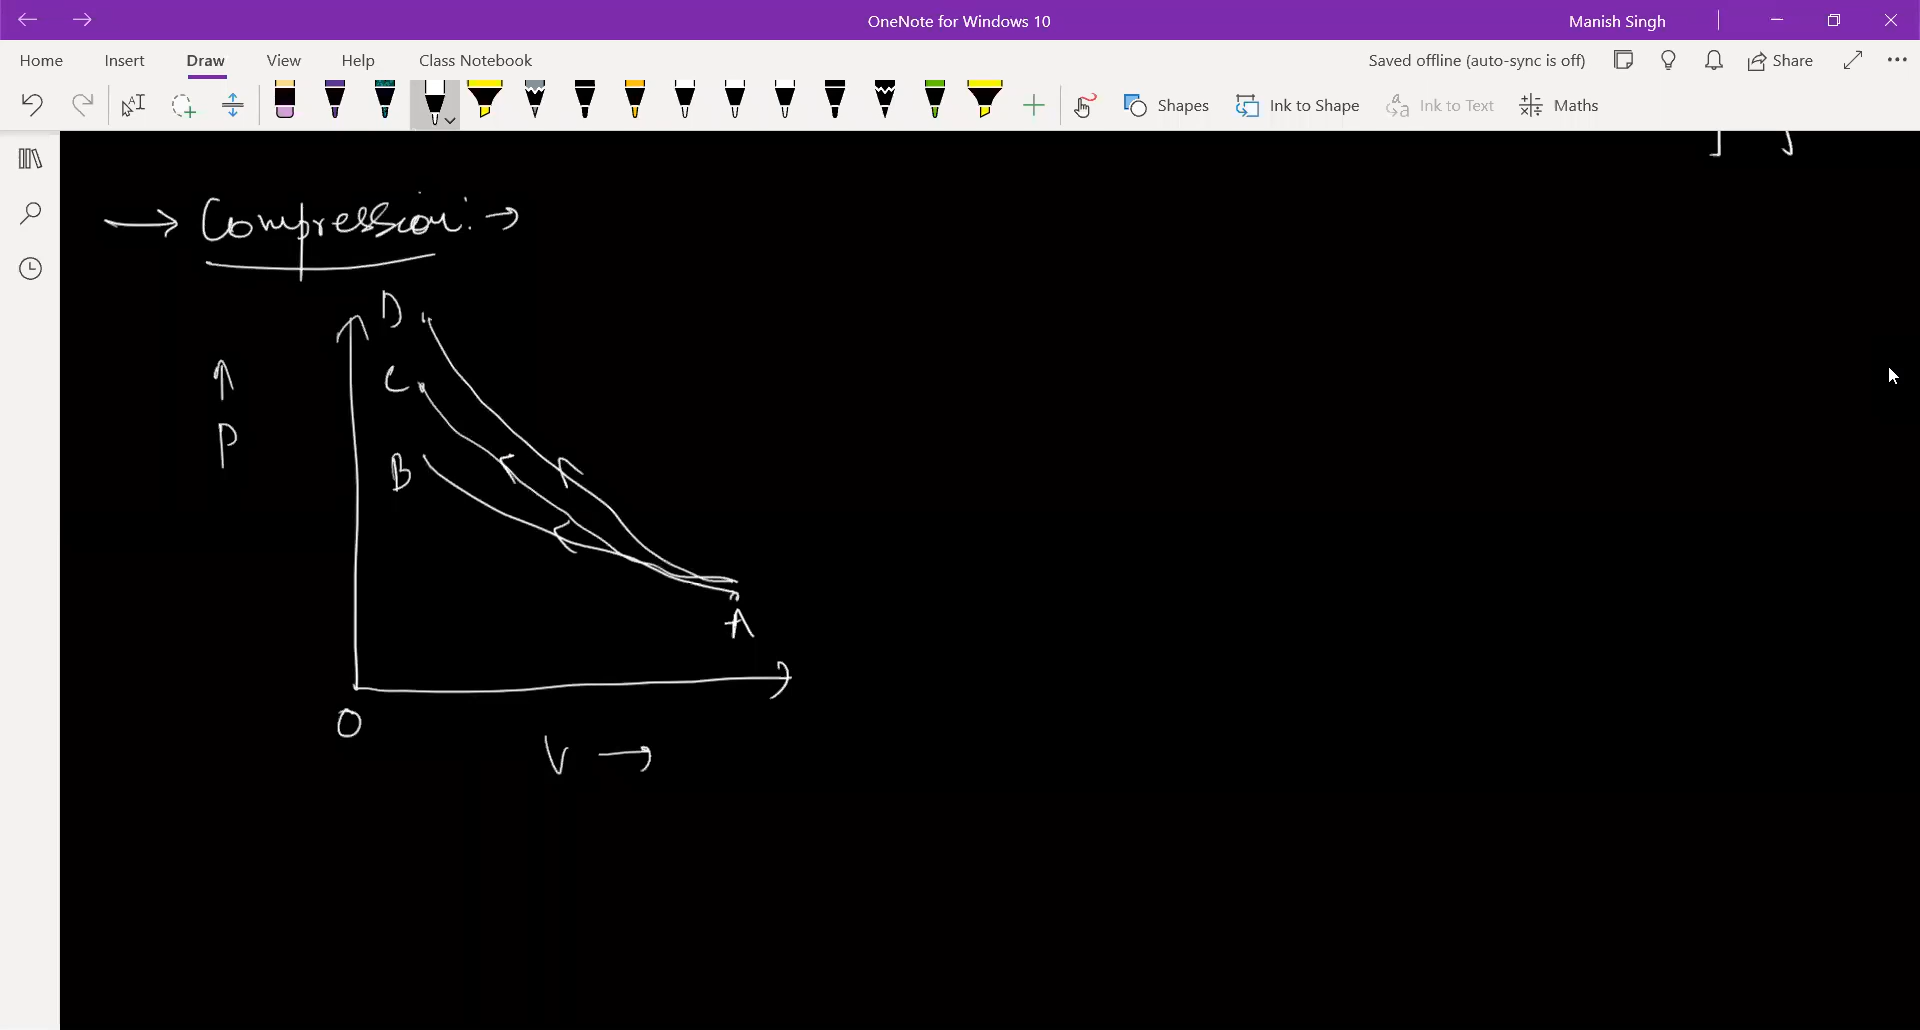 OneNote for Windows 10
Manish Singh
Home Insert Draw View Help Class Notebook
Saved offline (auto-sync is off) Share
Shapes Ink to Shape Ink to Text Maths
→ Compression: →
D
C
↑
P
B
A
O
V →